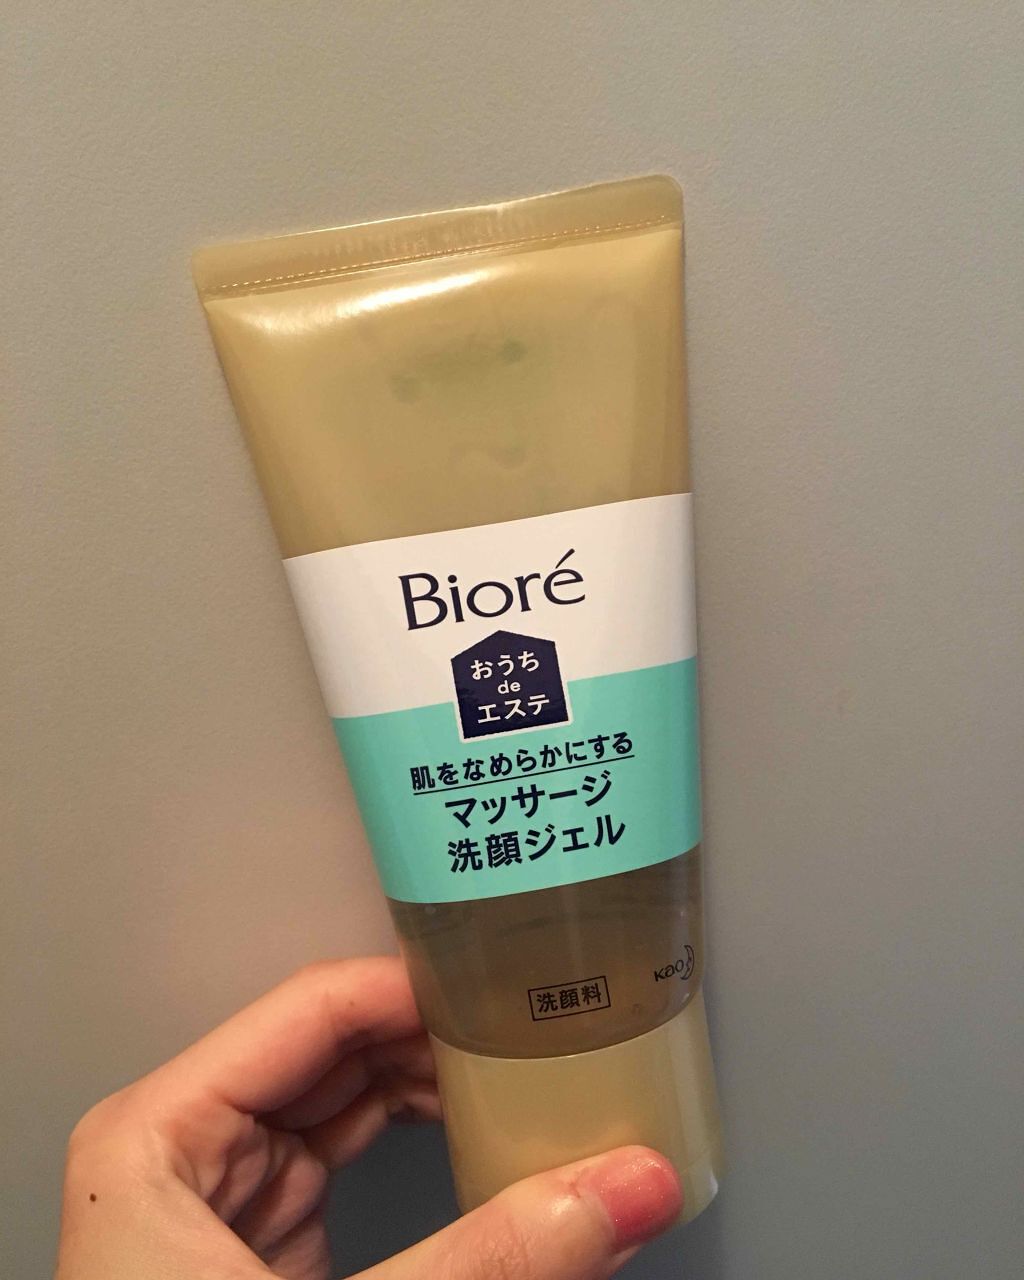 Bioré
おうち
de
エステ
肌をなめらかにする
マッサージ
洗顔ジェル
Kao
洗顔料